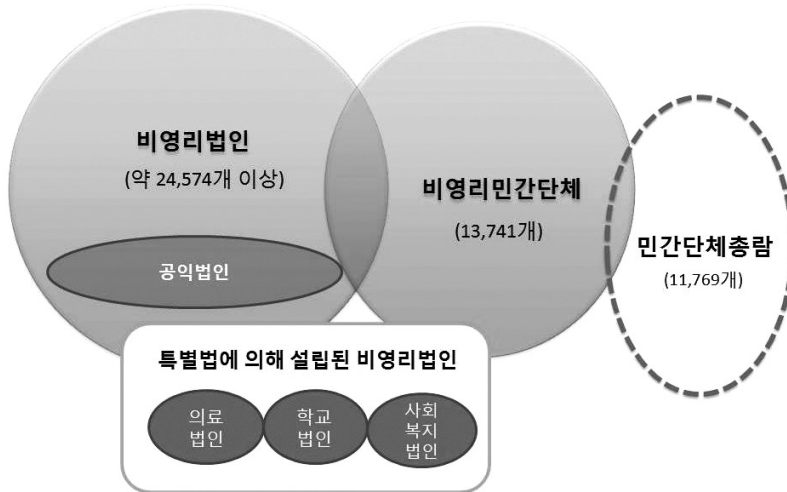 비영리법인
(약 24,574개 이상)
비영리민간단체
(13,741개)
민간단체총람
(11,769개)
공익법인
특별법에 의해 설립된 비영리법인
의료
법인
학교
법인
사회
복지
법인